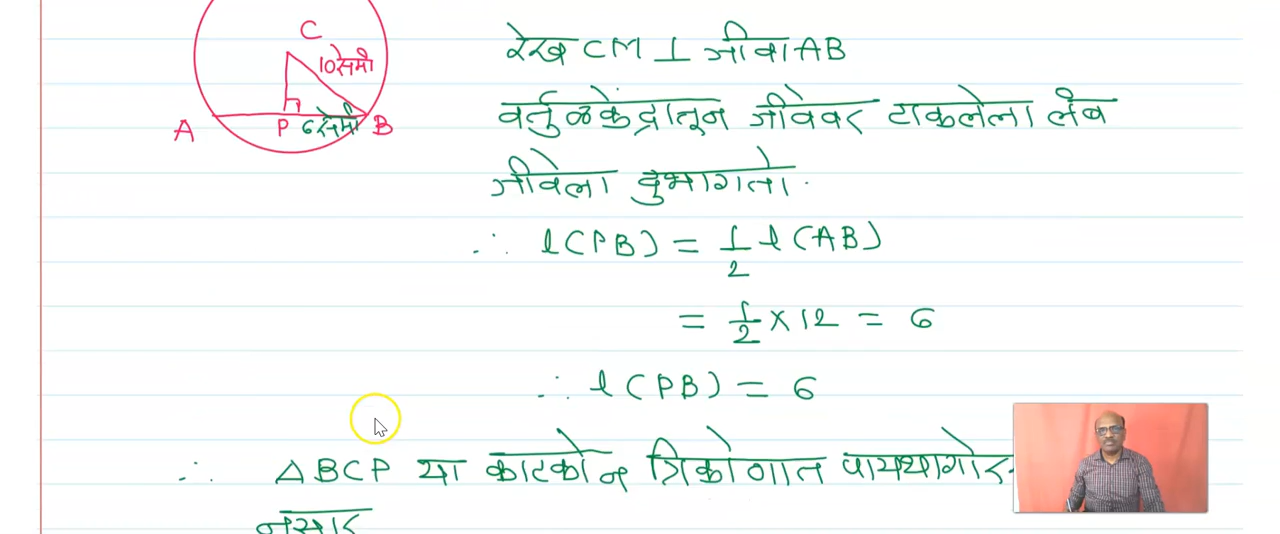 C
10सेमी
A
P
6सेमी
B
रेख CM ⊥ जीवा AB
वर्तुळकेंद्रातून जीवेवर टाकलेला लंब
जीवेला दुभागतो.
∴ l(PB) = 1/2 l(AB)
= 1/2 × 12 = 6
∴ l(PB) = 6
∴ ΔBCP या काटकोन त्रिकोणात पायथागोर
नुसार